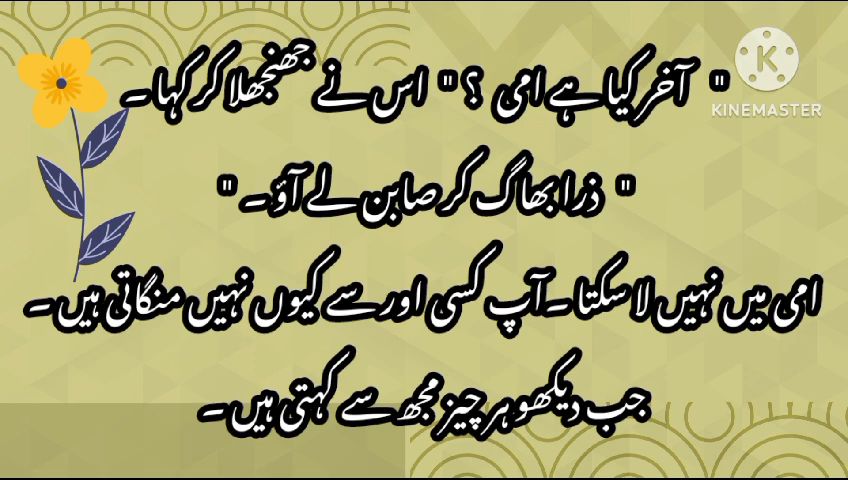 " آخر کیا ہے امی ؟ " اس نے جھنجھلا کر کہا ۔
" ذرا بھاگ کر صابن لے آؤ ۔ "
امی میں نہیں لا سکتا ۔ آپ کسی اور سے کیوں نہیں منگاتی ہیں ۔
جب دیکھو ہر چیز مجھ سے کہتی ہیں ۔
KINEMASTER